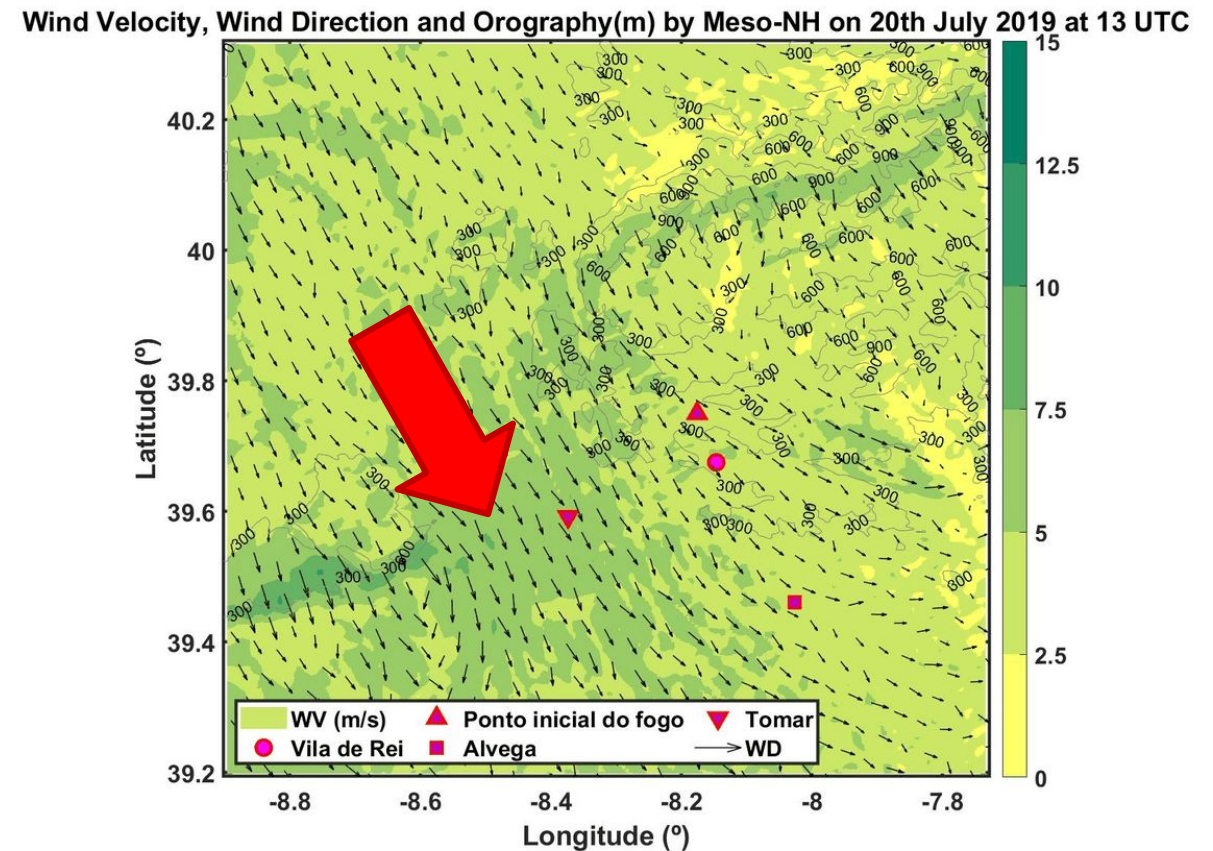 Wind Velocity, Wind Direction and Orography(m) by Meso-NH on 20th July 2019 at 13 UTC
15
12.5
10
7.5
5
2.5
0
Latitude (º)
40.2
40
39.8
39.6
39.4
39.2
300
600
900
WV (m/s) Ponto inicial do fogo Tomar
Vila de Rei Alvega WD
-8.8 -8.6 -8.4 -8.2 -8 -7.8
Longitude (º)